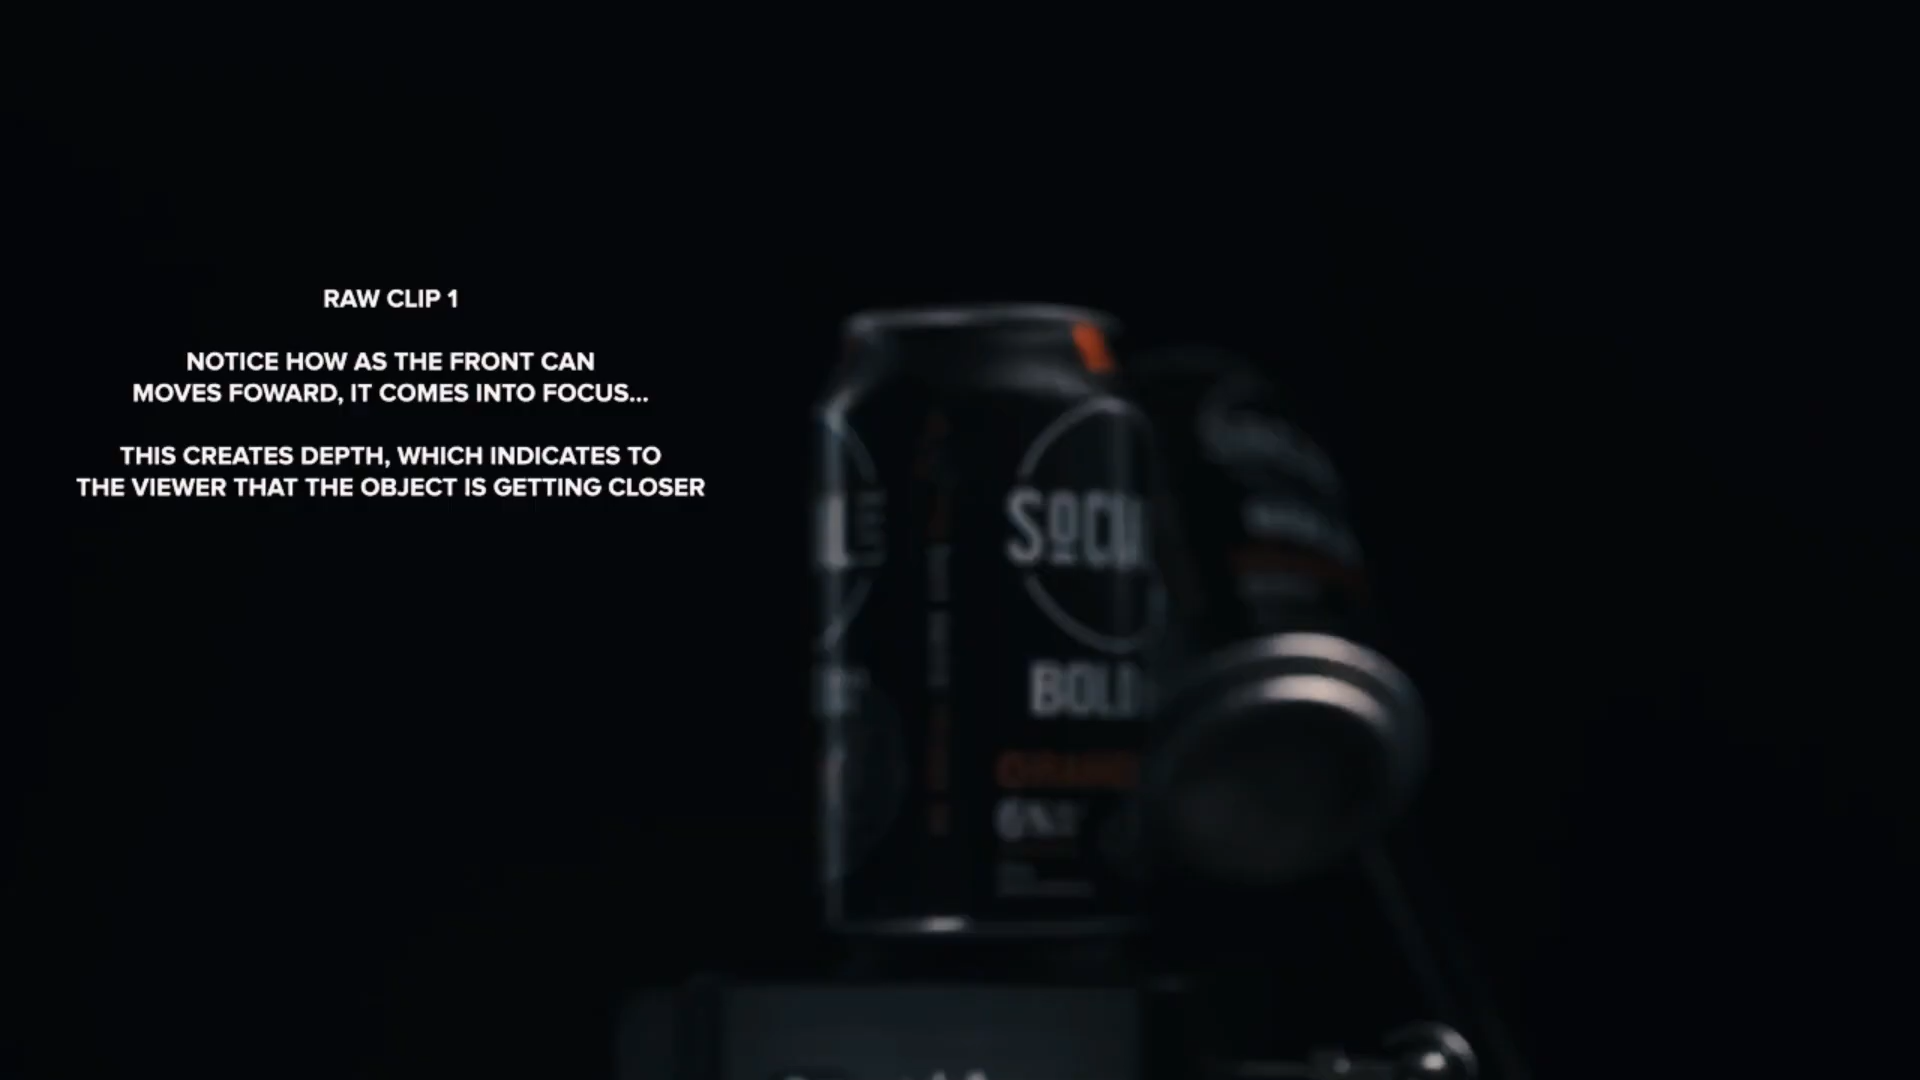 RAW CLIP 1
NOTICE HOW AS THE FRONT CAN
MOVES FOWARD, IT COMES INTO FOCUS...
THIS CREATES DEPTH, WHICH INDICATES TO
THE VIEWER THAT THE OBJECT IS GETTING CLOSER
BOLD